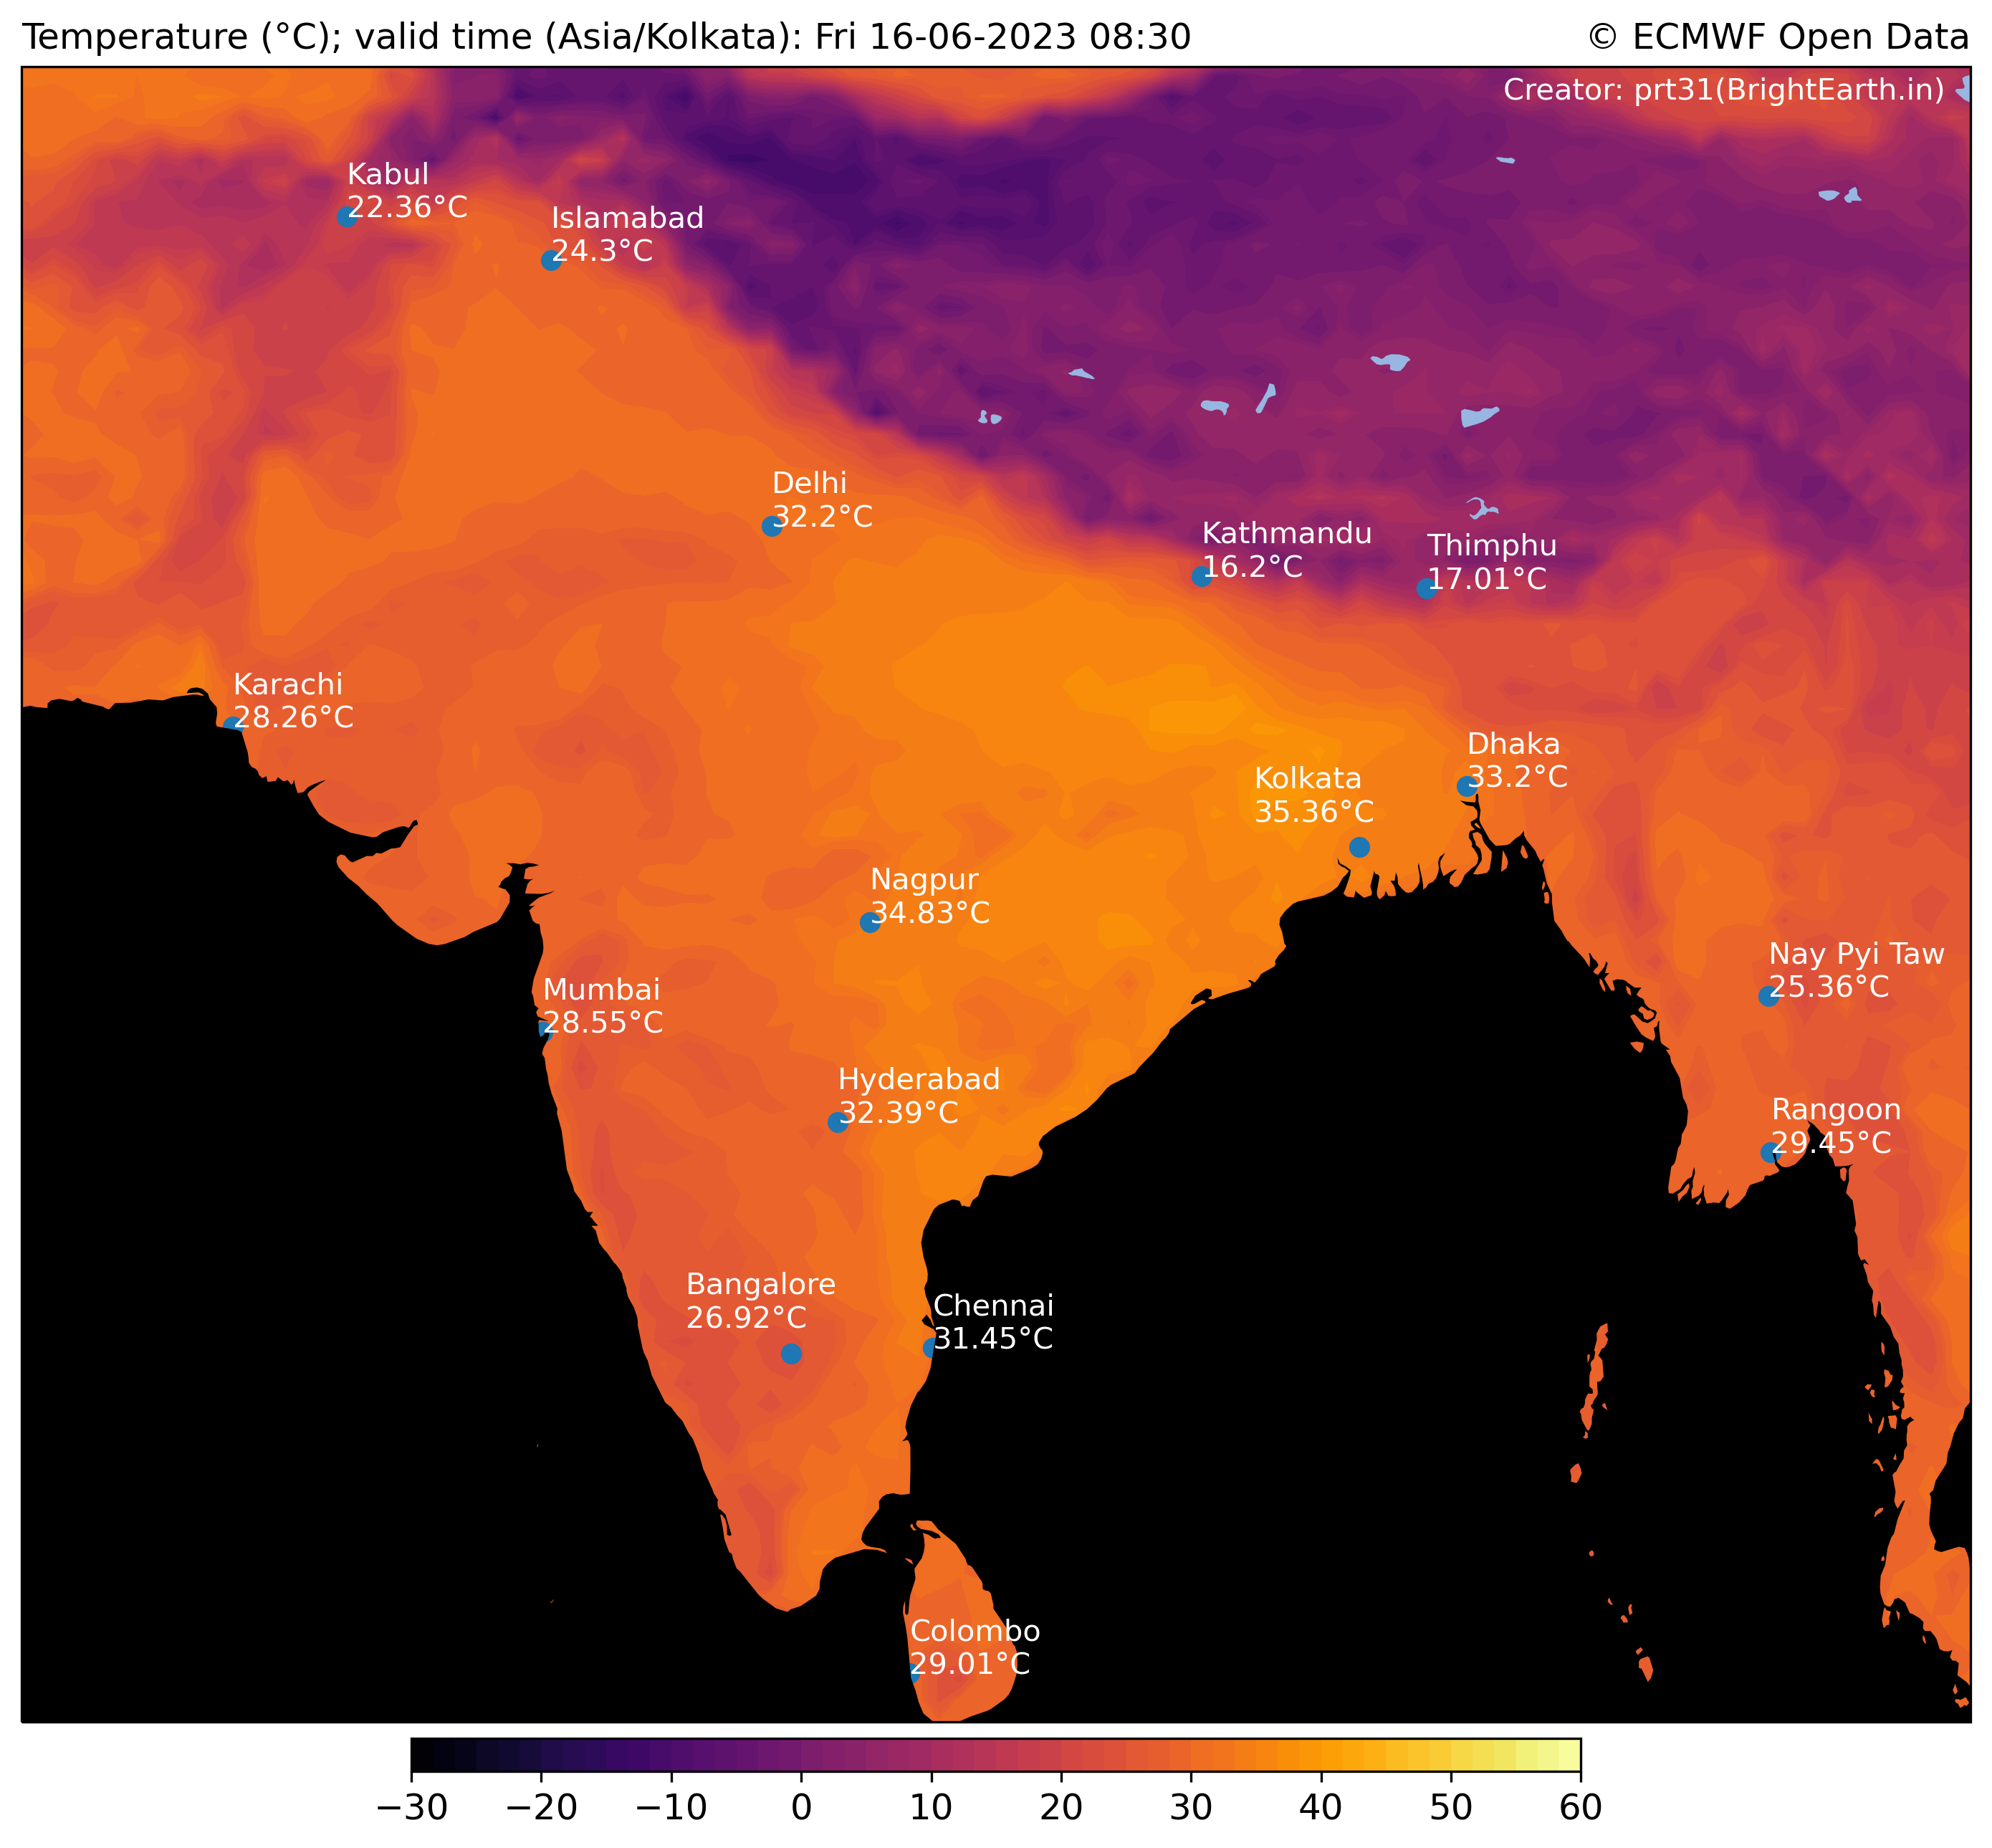 Temperature (°C); valid time (Asia/Kolkata): Fri 16-06-2023 08:30
© ECMWF Open Data
Creator: prt31(BrightEarth.in)
Kabul
22.36°C
Islamabad
24.3°C
Delhi
32.2°C
Kathmandu
16.2°C
Thimphu
17.01°C
Karachi
28.26°C
Dhaka
33.2°C
Kolkata
35.36°C
Nagpur
34.83°C
Nay Pyi Taw
25.36°C
Mumbai
28.55°C
Hyderabad
32.39°C
Rangoon
29.45°C
Bangalore
26.92°C
Chennai
31.45°C
Colombo
29.01°C
−30 −20 −10 0 10 20 30 40 50 60